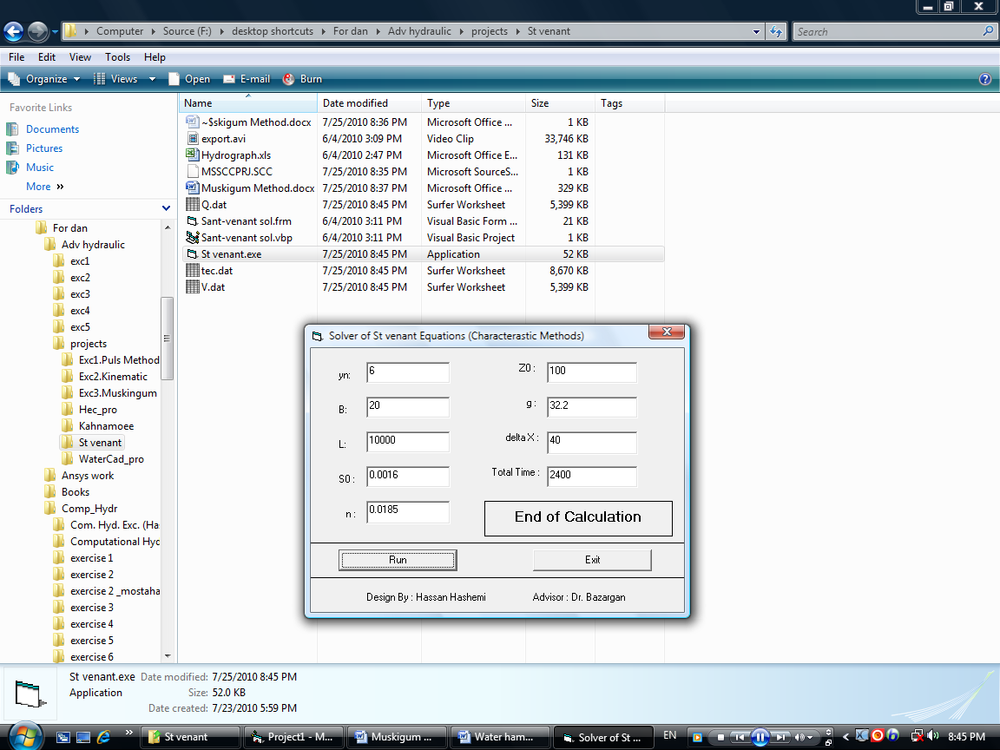 Computer Source (F:) desktop shortcuts For dan Adv hydraulic projects St venant Search
File Edit View Tools Help
Organize Views Open E-mail Burn
Favorite Links
Documents
Pictures
Music
More »
Folders
For dan
Adv hydraulic
exc1
exc2
exc3
exc4
exc5
projects
Exc1.Puls Method
Exc2.Kinematic
Exc3.Muskingum
Hec_pro
Kahnamoee
St venant
WaterCad_pro
Ansys work
Books
Comp_Hydr
Com. Hyd. Exc. (Ha
Computational Hyd
exercise 1
exercise 2
exercise 2 _mostaha
exercise 3
exercise 4
exercise 5
exercise 6
Name Date modified Type Size Tags
~$skigum Method.docx 7/25/2010 8:36 PM Microsoft Office ... 1 KB
export.avi 6/4/2010 3:09 PM Video Clip 33,746 KB
Hydrograph.xls 6/4/2010 2:47 PM Microsoft Office E... 131 KB
MSSCCPRJ.SCC 7/25/2010 8:35 PM Microsoft SourceS... 1 KB
Muskigum Method.docx 7/25/2010 8:37 PM Microsoft Office ... 329 KB
Q.dat 7/25/2010 8:45 PM Surfer Worksheet 5,399 KB
Sant-venant sol.frm 6/4/2010 3:11 PM Visual Basic Form ... 21 KB
Sant-venant sol.vbp 6/4/2010 3:11 PM Visual Basic Project 1 KB
St venant.exe 7/25/2010 8:45 PM Application 52 KB
tec.dat 7/25/2010 8:45 PM Surfer Worksheet 8,670 KB
V.dat 7/25/2010 8:45 PM Surfer Worksheet 5,399 KB
Solver of St venant Equations (Characterastic Methods)
yn: 6 Z0 : 100
B: 20 g : 32.2
L: 10000 delta X : 40
S0 : 0.0016 Total Time : 2400
n : 0.0185 End of Calculation
Run Exit
Design By : Hassan Hashemi Advisor : Dr. Bazargan
St venant.exe Date modified: 7/25/2010 8:45 PM
Application Size: 52.0 KB
Date created: 7/23/2010 5:59 PM
» St venant Project1 - M... Muskigum ... Water ham... Solver of St ... EN 8:45 PM